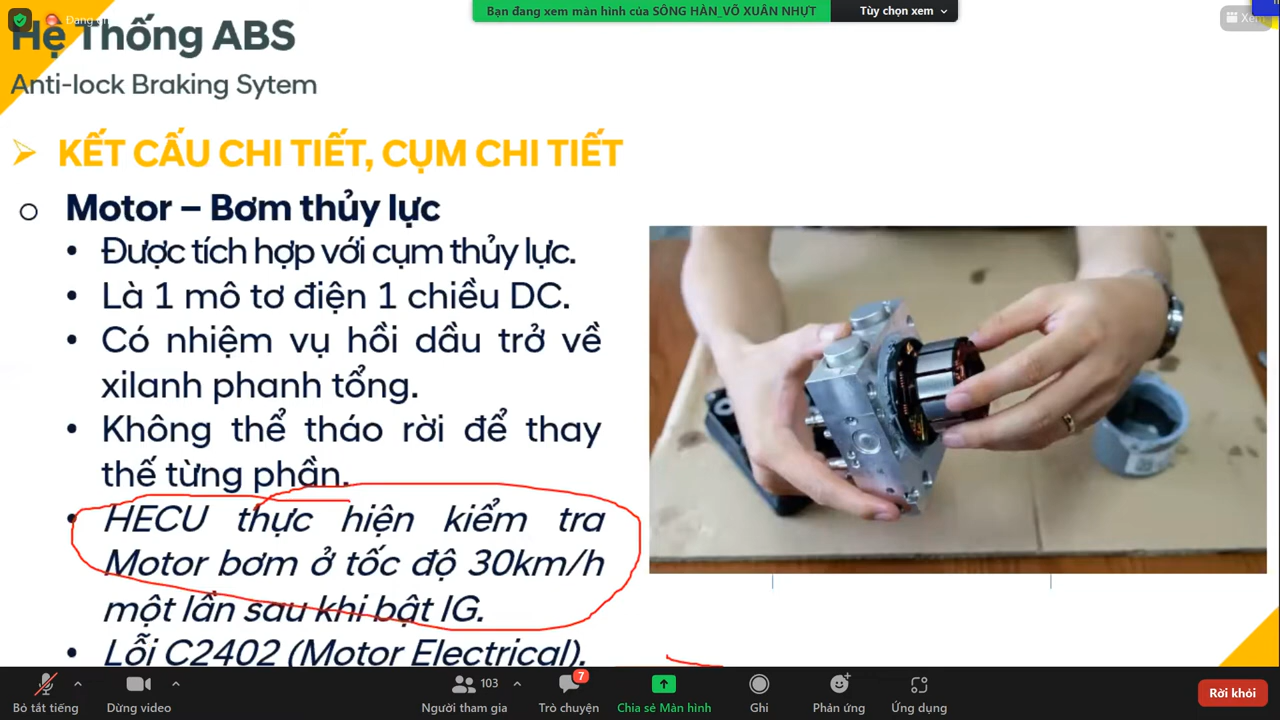 Bạn đang xem màn hình của SÔNG HÀN_VÕ XUÂN NHỰT
Tùy chọn xem
Xem
Hệ Thống ABS
Anti-lock Braking Sytem
KẾT CẤU CHI TIẾT, CỤM CHI TIẾT
Motor – Bơm thủy lực
• Được tích hợp với cụm thủy lực.
• Là 1 mô tơ điện 1 chiều DC.
• Có nhiệm vụ hồi dầu trở về
xilanh phanh tổng.
• Không thể tháo rời để thay
thế từng phần.
• HECU thực hiện kiểm tra
Motor bơm ở tốc độ 30km/h
một lần sau khi bật IG.
• Lỗi C2402 (Motor Electrical).
Bỏ tắt tiếng
Dừng video
103
Người tham gia
7
Trò chuyện
Chia sẻ Màn hình
Ghi
Phản ứng
Ứng dụng
Rời khỏi